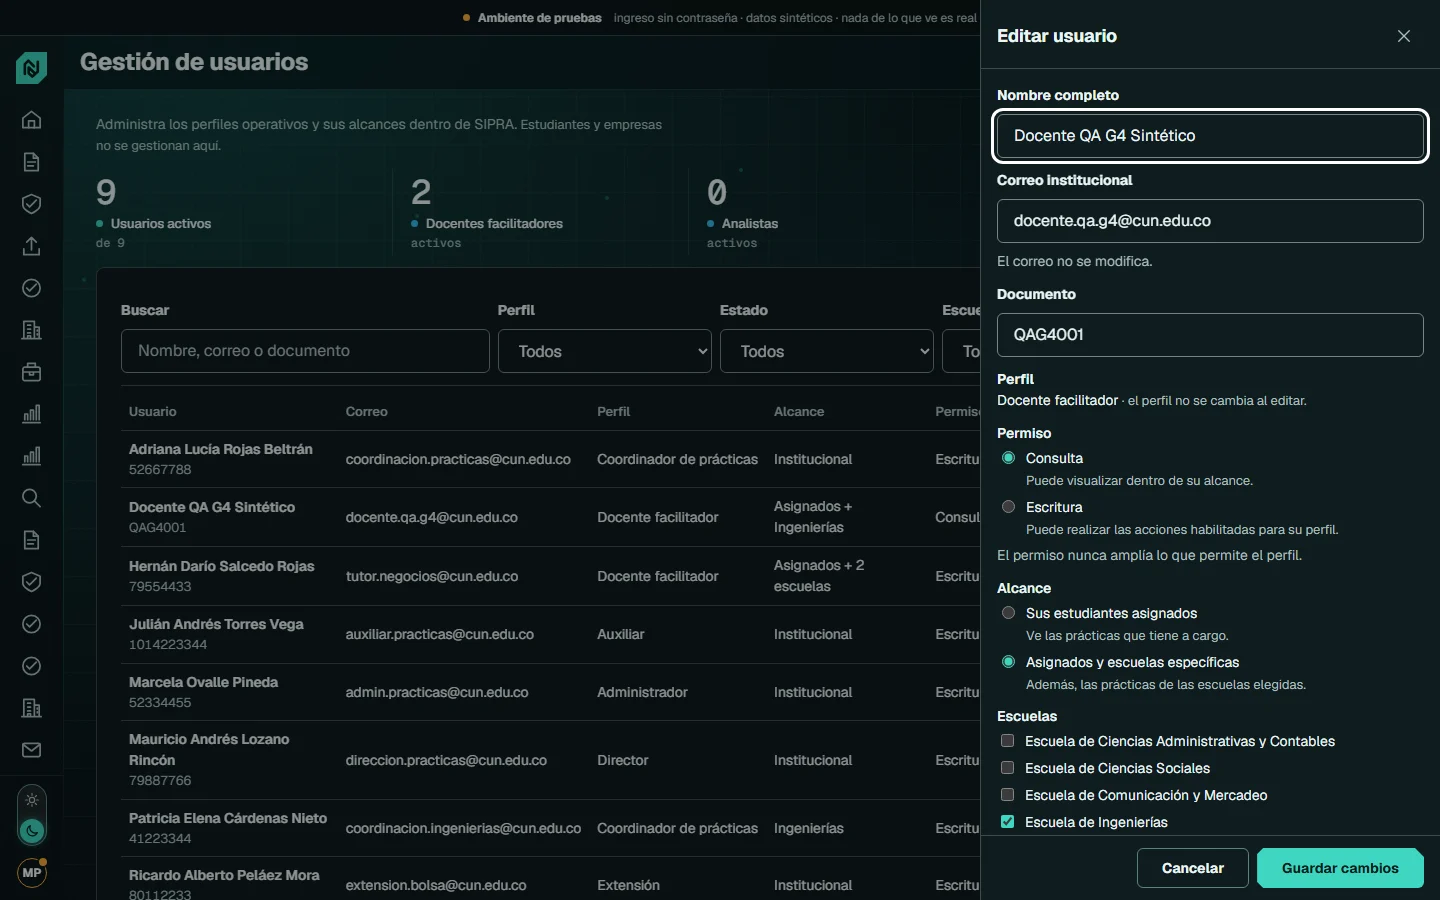 Ambiente de pruebas ingreso sin contraseña · datos sintéticos · nada de lo que ve es real
Gestión de usuarios
Administra los perfiles operativos y sus alcances dentro de SIPRA. Estudiantes y empresas
no se gestionan aquí.
9
Usuarios activos
de 9
2
Docentes facilitadores
activos
0
Analistas
activos
Buscar
Perfil
Estado
Escue
Nombre, correo o documento
Todos
Todos
To
Usuario Correo Perfil Alcance Permiso
Adriana Lucía Rojas Beltrán
52667788
coordinacion.practicas@cun.edu.co
Coordinador de prácticas
Institucional
Escritu
Docente QA G4 Sintético
QAG4001
docente.qa.g4@cun.edu.co
Docente facilitador
Asignados +
Ingenierías
Consul
Hernán Darío Salcedo Rojas
79554433
tutor.negocios@cun.edu.co
Docente facilitador
Asignados + 2
escuelas
Escritu
Julián Andrés Torres Vega
1014223344
auxiliar.practicas@cun.edu.co
Auxiliar
Institucional
Escritu
Marcela Ovalle Pineda
52334455
admin.practicas@cun.edu.co
Administrador
Institucional
Escritu
Mauricio Andrés Lozano
Rincón
79887766
direccion.practicas@cun.edu.co
Director
Institucional
Escritu
Patricia Elena Cárdenas Nieto
41223344
coordinacion.ingenierias@cun.edu.co
Coordinador de prácticas
Ingenierías
Escritu
Ricardo Alberto Peláez Mora
80112233
extension.bolsa@cun.edu.co
Extensión
Institucional
Escritu
MP
Editar usuario
Nombre completo
Docente QA G4 Sintético
Correo institucional
docente.qa.g4@cun.edu.co
El correo no se modifica.
Documento
QAG4001
Perfil
Docente facilitador · el perfil no se cambia al editar.
Permiso
Consulta
Puede visualizar dentro de su alcance.
Escritura
Puede realizar las acciones habilitadas para su perfil.
El permiso nunca amplía lo que permite el perfil.
Alcance
Sus estudiantes asignados
Ve las prácticas que tiene a cargo.
Asignados y escuelas específicas
Además, las prácticas de las escuelas elegidas.
Escuelas
Escuela de Ciencias Administrativas y Contables
Escuela de Ciencias Sociales
Escuela de Comunicación y Mercadeo
Escuela de Ingenierías
Cancelar
Guardar cambios